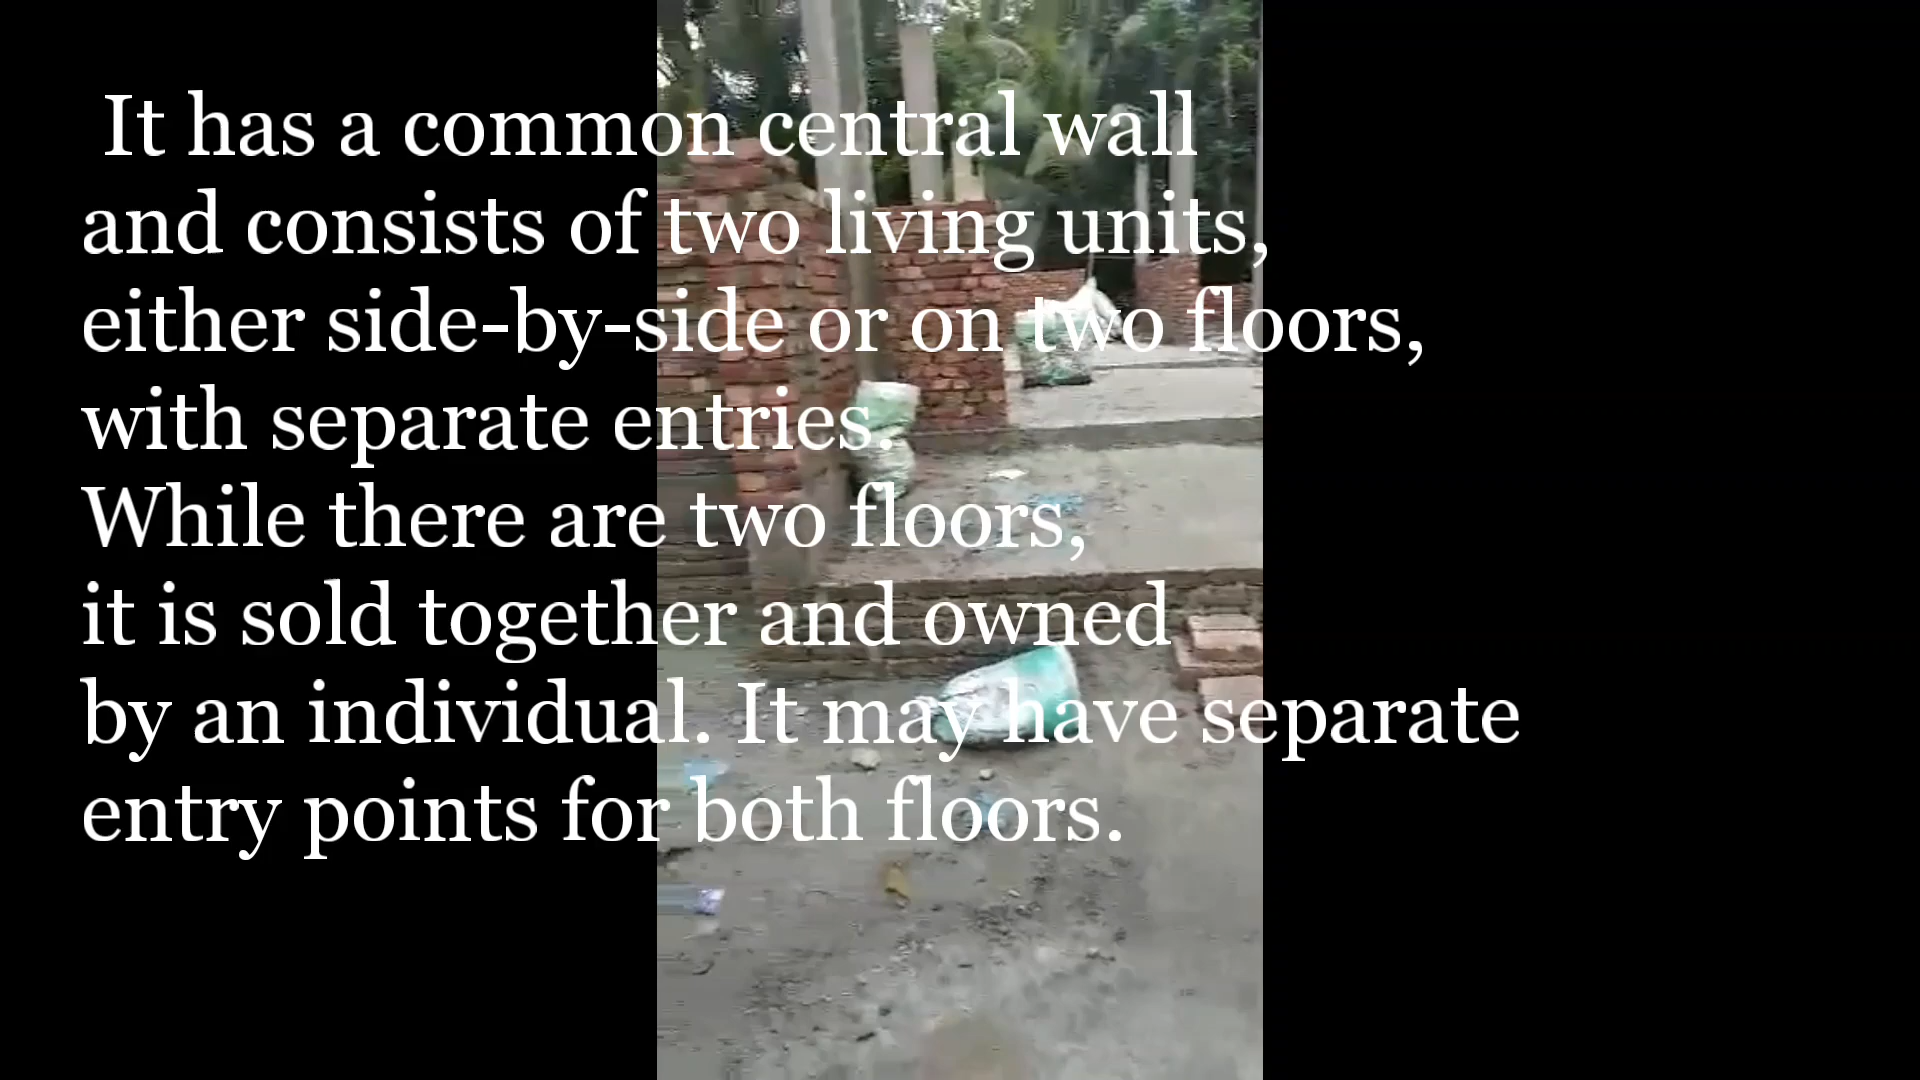 It has a common central wall
and consists of two living units,
either side-by-side or on two floors,
with separate entries.
While there are two floors,
it is sold together and owned
by an individual. It may have separate
entry points for both floors.